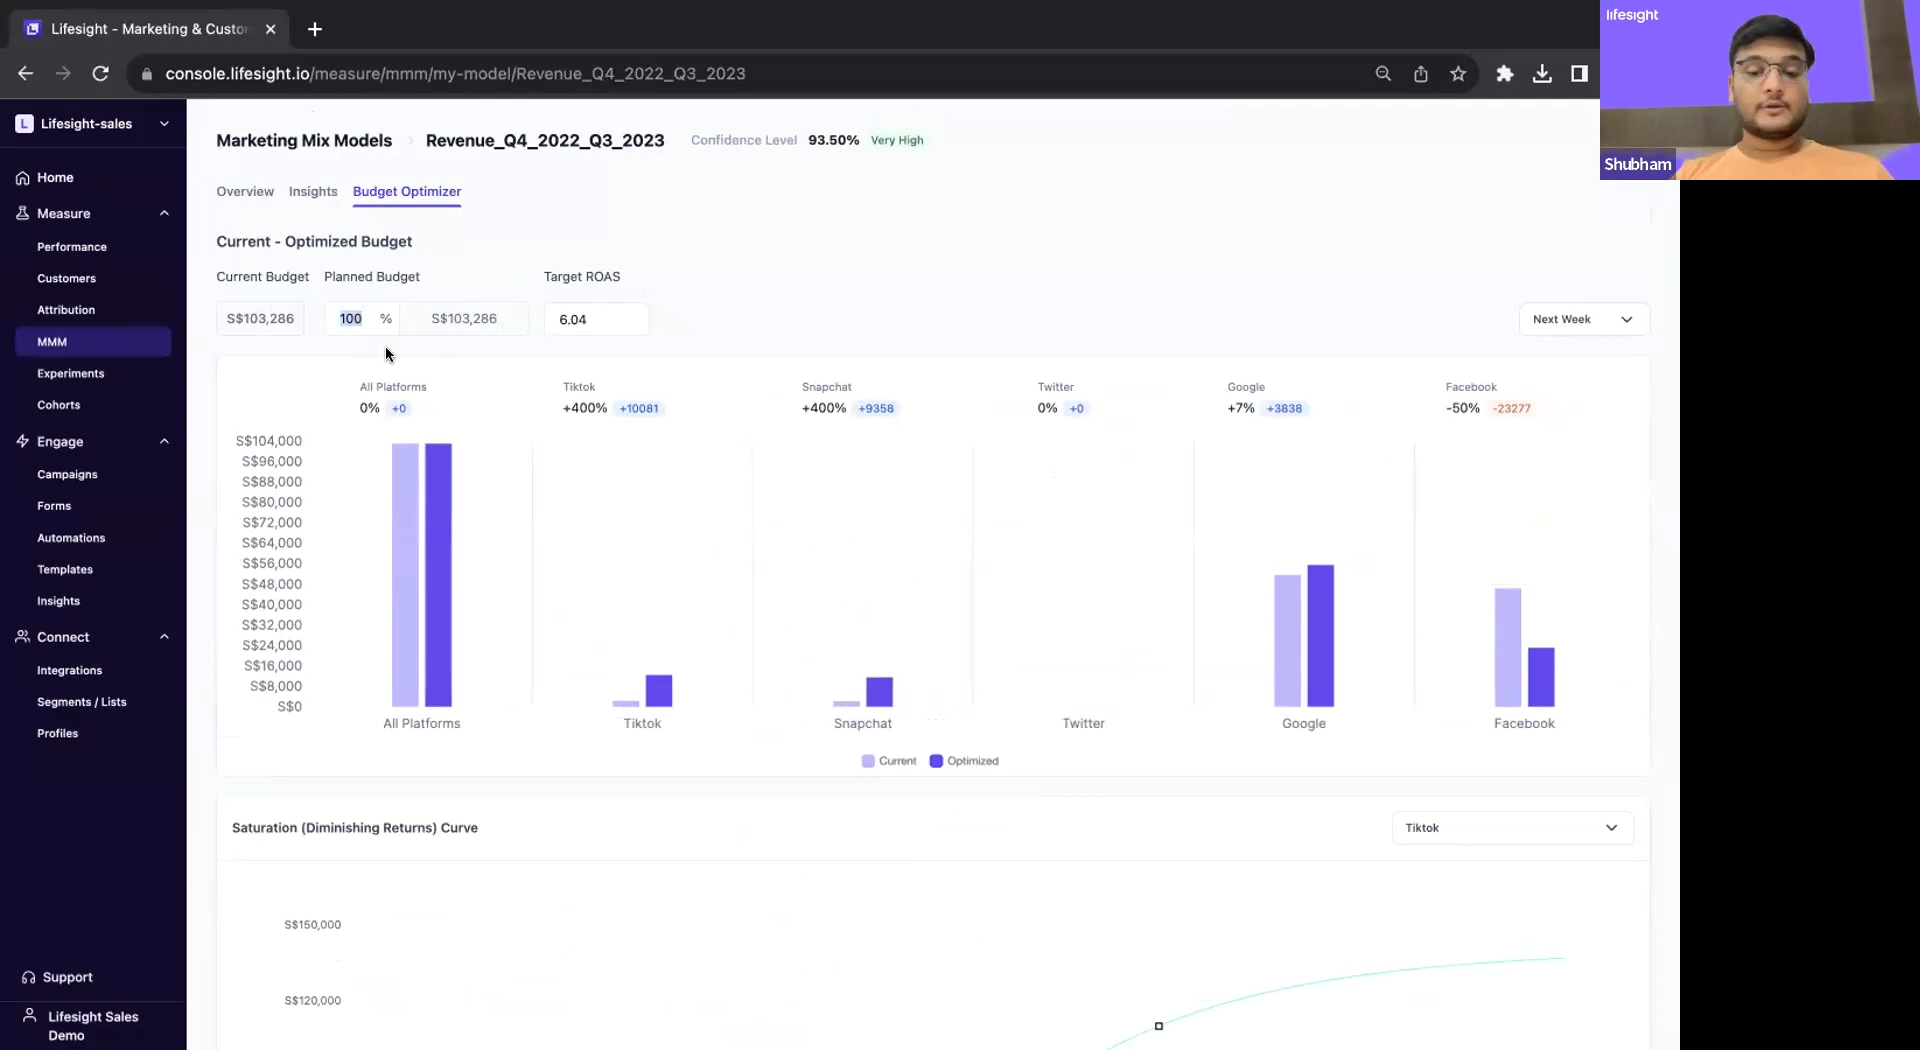 Lifesight - Marketing & Custo
console.lifesight.io/measure/mmm/my-model/Revenue_Q4_2022_Q3_2023
lifesight
Shubham
L Lifesight-sales
Home
Measure
Performance
Customers
Attribution
MMM
Experiments
Cohorts
Engage
Campaigns
Forms
Automations
Templates
Insights
Connect
Integrations
Segments / Lists
Profiles
Support
Lifesight Sales
Demo
Marketing Mix Models Revenue_Q4_2022_Q3_2023 Confidence Level 93.50% Very High
Overview Insights Budget Optimizer
Current - Optimized Budget
Current Budget Planned Budget Target ROAS
S$103,286 100 % S$103,286 6.04 Next Week
All Platforms Tiktok Snapchat Twitter Google Facebook
0% +0 +400% +10081 +400% +9358 0% +0 +7% +3838 -50% -23277
S$104,000
S$96,000
S$88,000
S$80,000
S$72,000
S$64,000
S$56,000
S$48,000
S$40,000
S$32,000
S$24,000
S$16,000
S$8,000
S$0
All Platforms Tiktok Snapchat Twitter Google Facebook
Current Optimized
Saturation (Diminishing Returns) Curve Tiktok
S$150,000
S$120,000